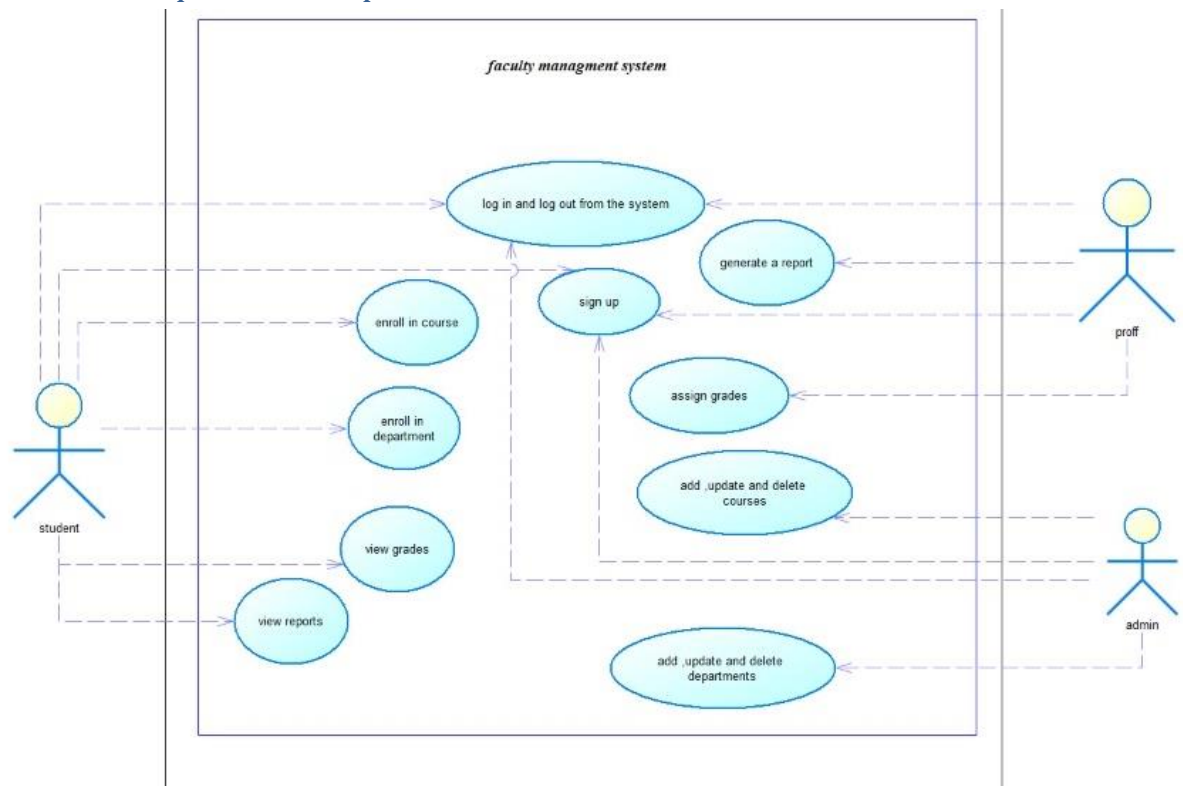 faculty managment system
log in and log out from the system
generate a report
sign up
enroll in course
proff
assign grades
enroll in
department
add ,update and delete
courses
student
view grades
view reports
admin
add ,update and delete
departments